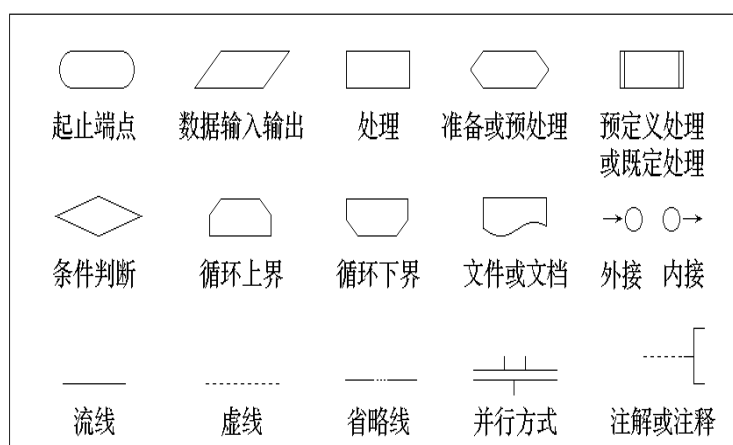 起止端点 数据输入输出 处理 准备或预处理 预定义处理
或既定处理
条件判断 循环上界 循环下界 文件或文档 外接 内接
流线 虚线 省略线 并行方式 注解或注释